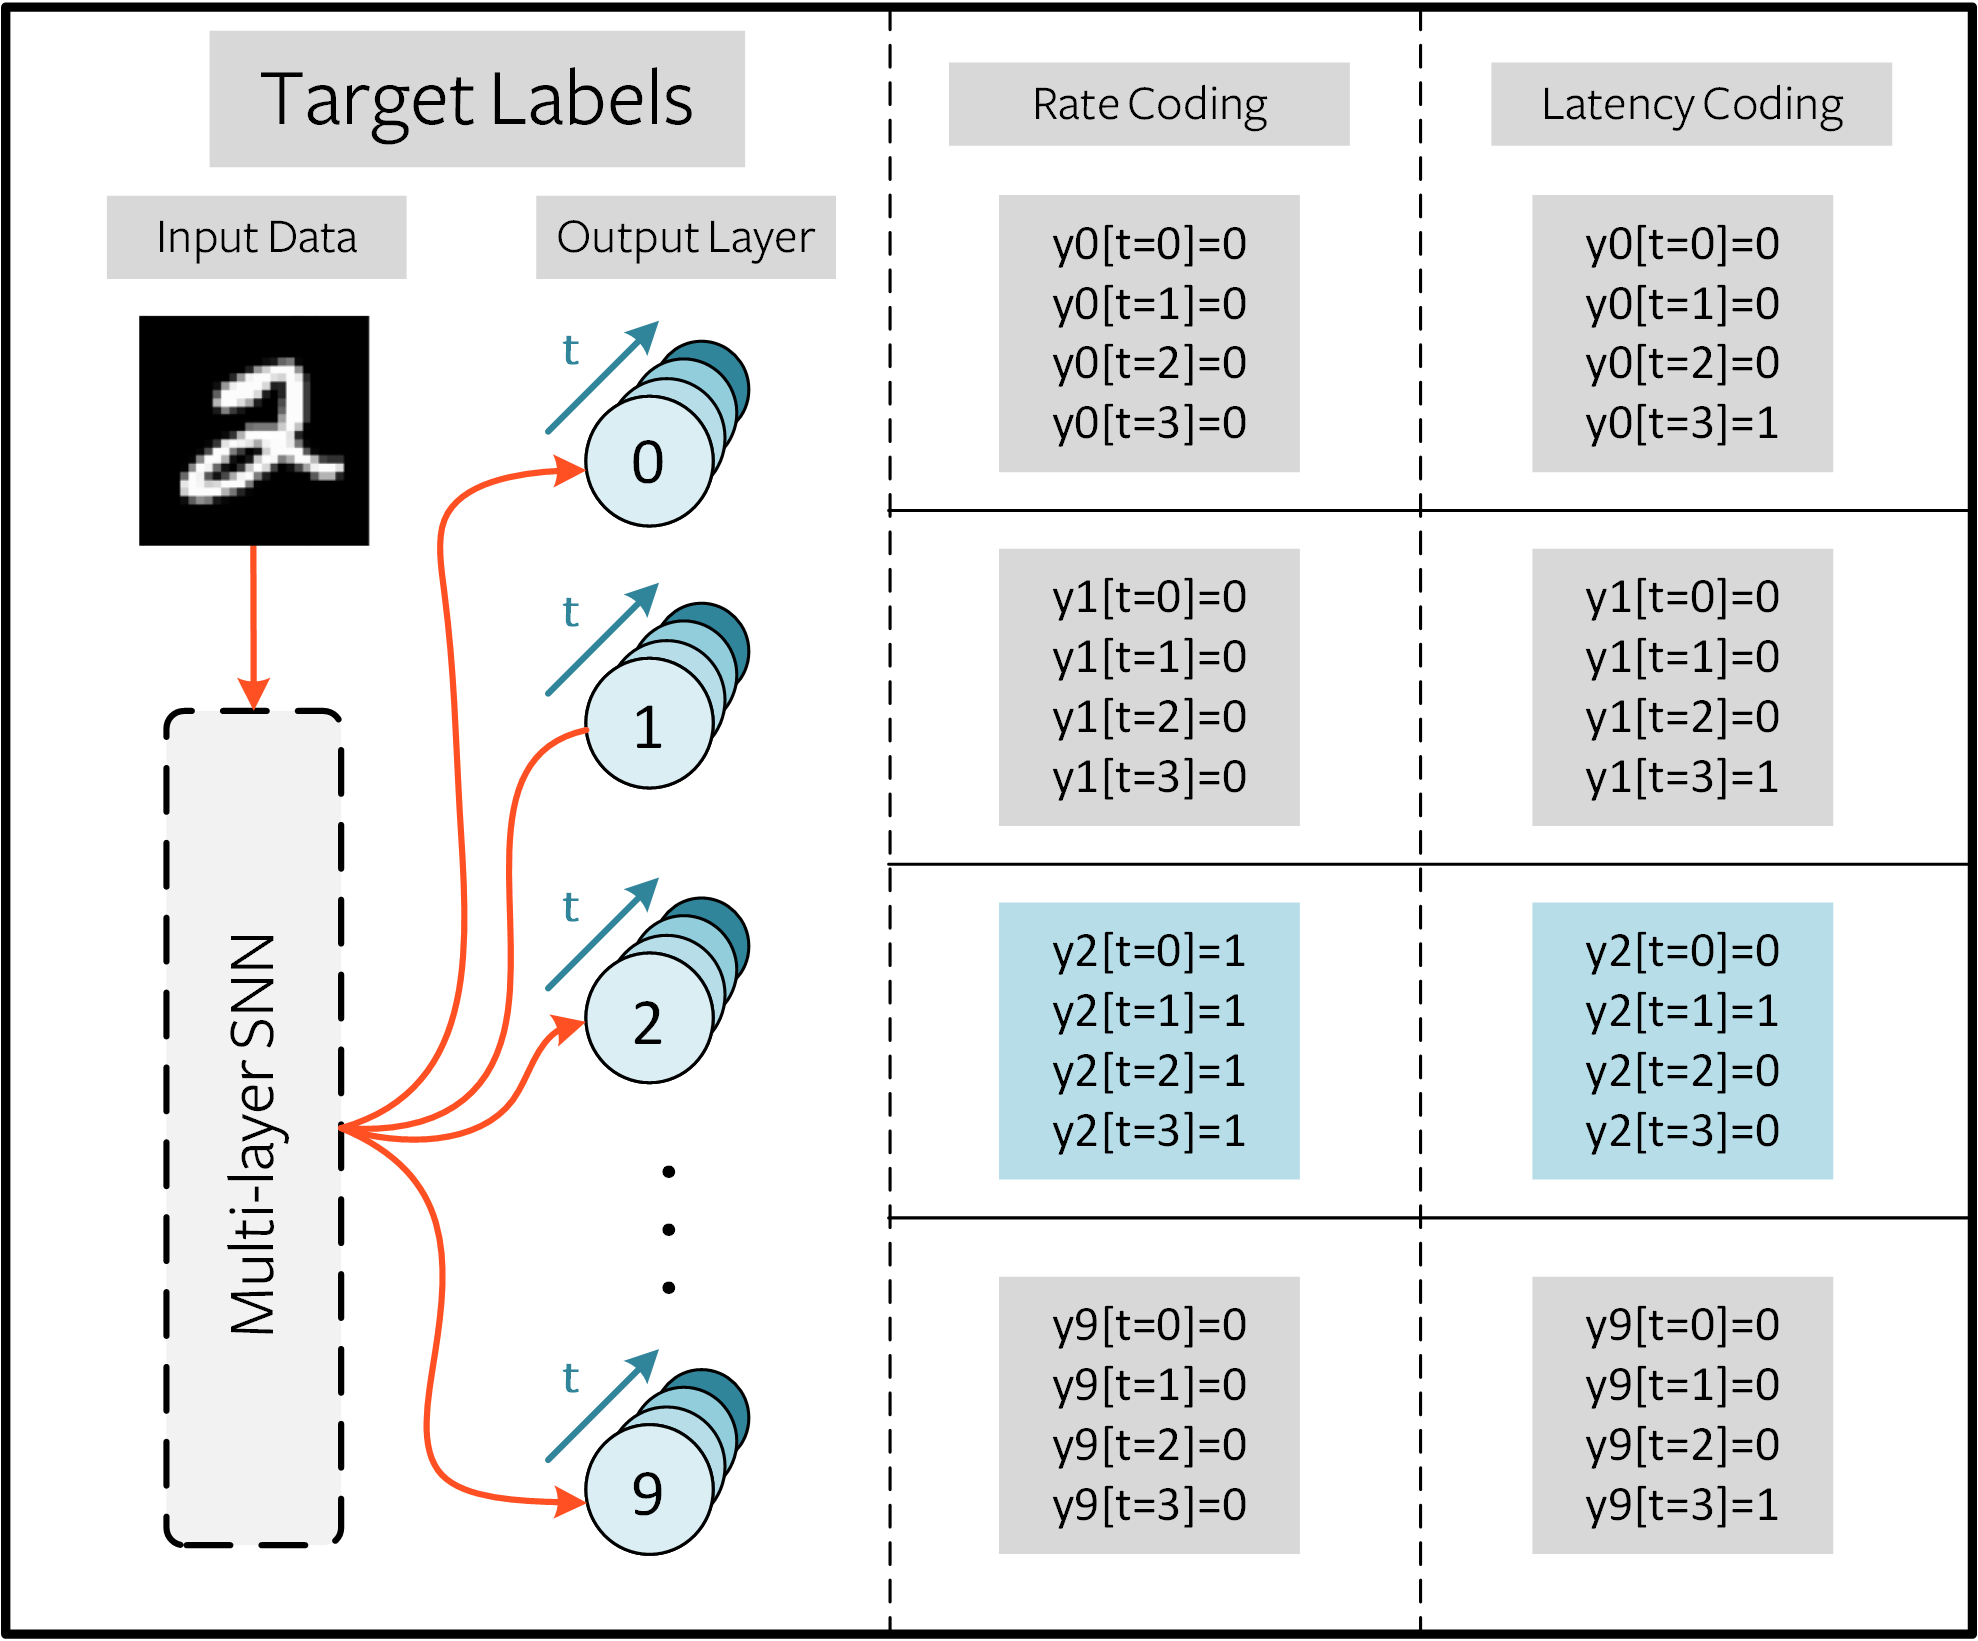 Target Labels
Input Data
Output Layer
t
0
t
1
t
2
t
9
Multi-layer SNN
Rate Coding
y0[t=0]=0
y0[t=1]=0
y0[t=2]=0
y0[t=3]=0
y1[t=0]=0
y1[t=1]=0
y1[t=2]=0
y1[t=3]=0
y2[t=0]=1
y2[t=1]=1
y2[t=2]=1
y2[t=3]=1
y9[t=0]=0
y9[t=1]=0
y9[t=2]=0
y9[t=3]=0
Latency Coding
y0[t=0]=0
y0[t=1]=0
y0[t=2]=0
y0[t=3]=1
y1[t=0]=0
y1[t=1]=0
y1[t=2]=0
y1[t=3]=1
y2[t=0]=0
y2[t=1]=1
y2[t=2]=0
y2[t=3]=0
y9[t=0]=0
y9[t=1]=0
y9[t=2]=0
y9[t=3]=1
2